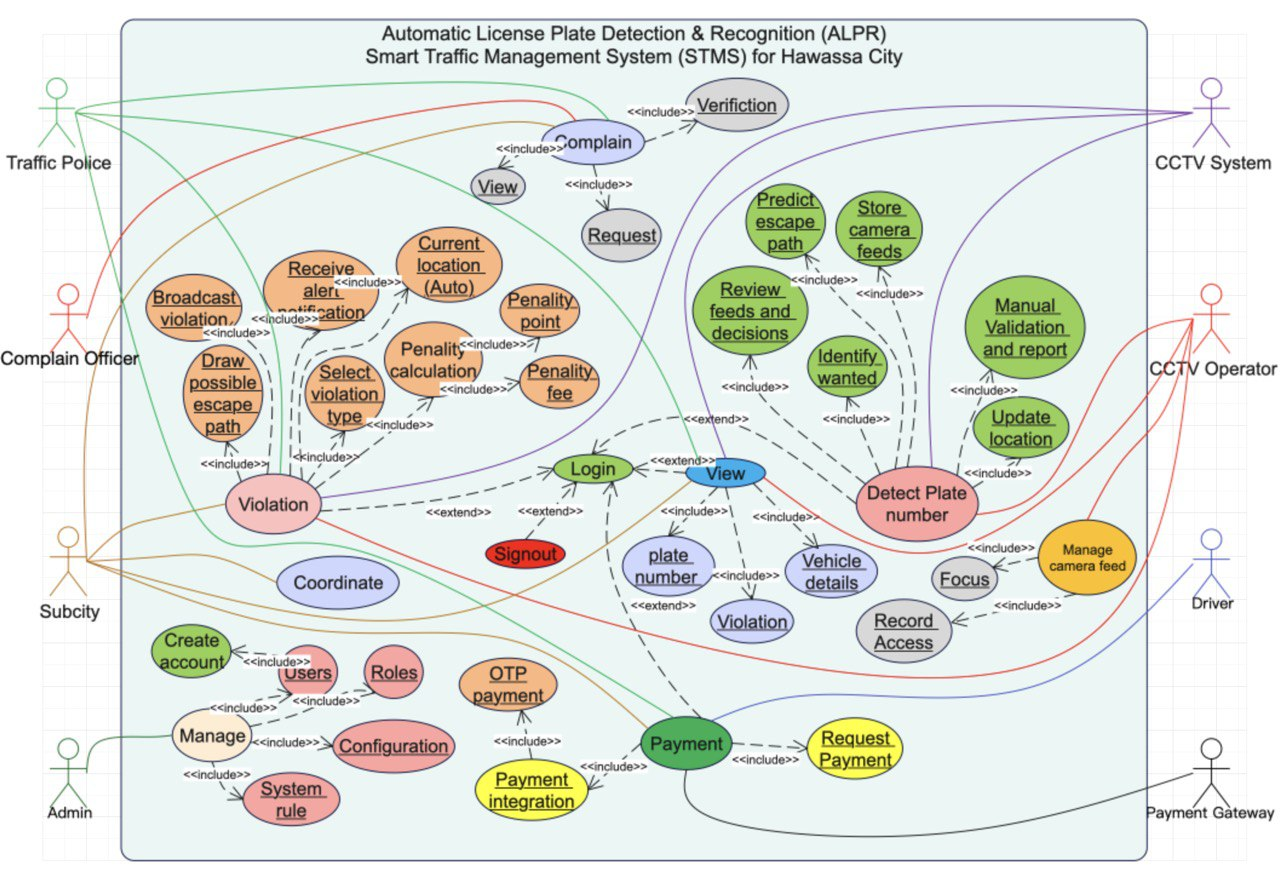 Automatic License Plate Detection & Recognition (ALPR)
Smart Traffic Management System (STMS) for Hawassa City
Traffic Police
Complain Officer
Subcity
Admin
CCTV System
CCTV Operator
Driver
Payment Gateway
Complain
<<include>>
Verifiction
<<include>>
View
<<include>>
Request
Broadcast
violation
<<include>>
Receive
alert
notification
<<include>>
Current
location
(Auto)
<<include>>
Draw
possible
escape
path
<<include>>
Select
violation
type
<<include>>
Penality
calculation
<<include>>
Penality
point
<<include>>
Penality
fee
<<include>>
Violation
<<extend>>
Predict
escape
path
<<include>>
Store
camera
feeds
<<include>>
Review
feeds and
decisions
<<include>>
Identify
wanted
<<include>>
Manual
Validation
and report
<<include>>
Update
location
<<include>>
Detect Plate
number
<<extend>>
Login
<<extend>>
View
<<extend>>
Signout
<<include>>
plate
number
<<extend>>
<<include>>
Vehicle
details
<<include>>
Violation
Manage
camera feed
<<include>>
Focus
<<include>>
Record
Access
Coordinate
Create
account
<<include>>
Users
<<include>>
Roles
<<include>>
Manage
<<include>>
Configuration
<<include>>
System
rule
OTP
payment
<<include>>
Payment
integration
<<include>>
Payment
<<include>>
Request
Payment